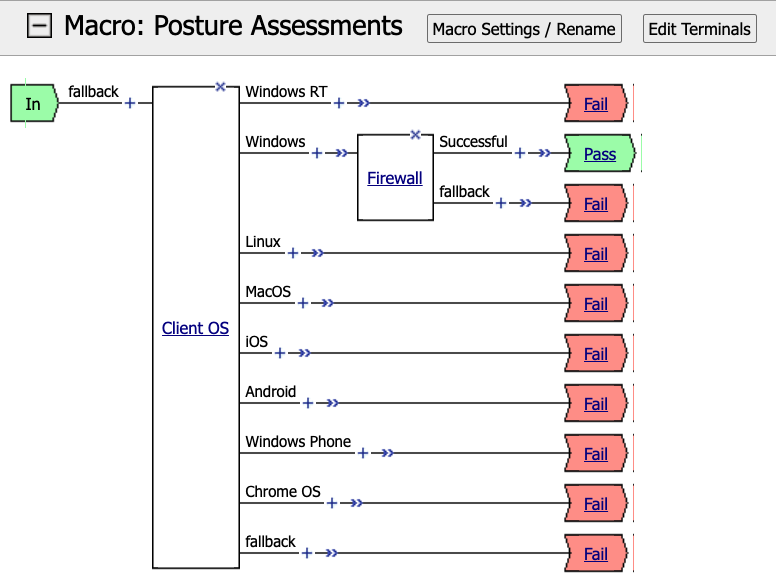 Macro: Posture Assessments
Macro Settings / Rename
Edit Terminals
In
fallback
Client OS
Windows RT
Fail
Windows
Firewall
Successful
Pass
fallback
Fail
Linux
Fail
MacOS
Fail
iOS
Fail
Android
Fail
Windows Phone
Fail
Chrome OS
Fail
fallback
Fail